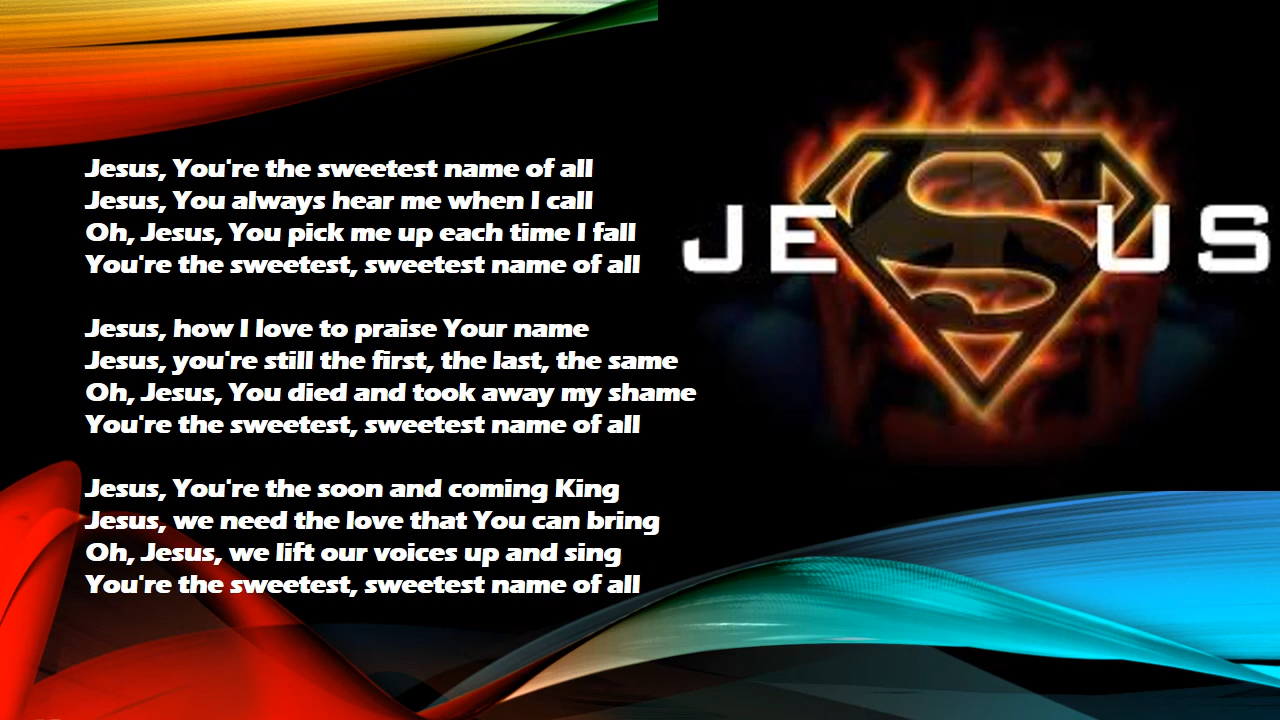 Jesus, You're the sweetest name of all
Jesus, You always hear me when I call
Oh, Jesus, You pick me up each time I fall
You're the sweetest, sweetest name of all
Jesus, how I love to praise Your name
Jesus, you're still the first, the last, the same
Oh, Jesus, You died and took away my shame
You're the sweetest, sweetest name of all
Jesus, You're the soon and coming King
Jesus, we need the love that You can bring
Oh, Jesus, we lift our voices up and sing
You're the sweetest, sweetest name of all
JESUS